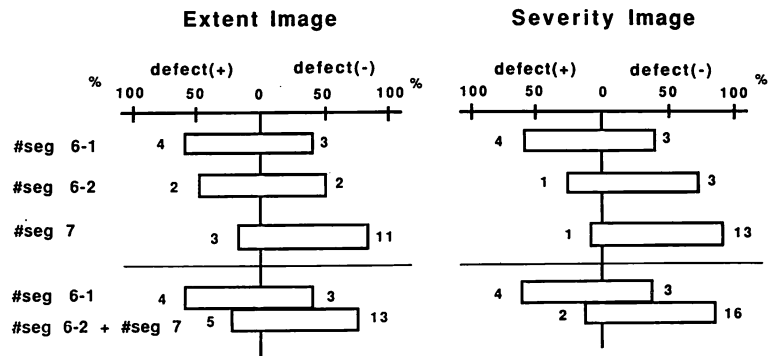 Extent Image Severity Image
defect(+) defect(-) defect(+) defect(-)
% % %
100 50 0 50 100 100 50 0 50 100
#seg 6-1 4 3 4 3
#seg 6-2 2 2 1 3
#seg 7 3 11 1 13
#seg 6-1 4 3 4 3
#seg 6-2 + #seg 7 5 13 2 16